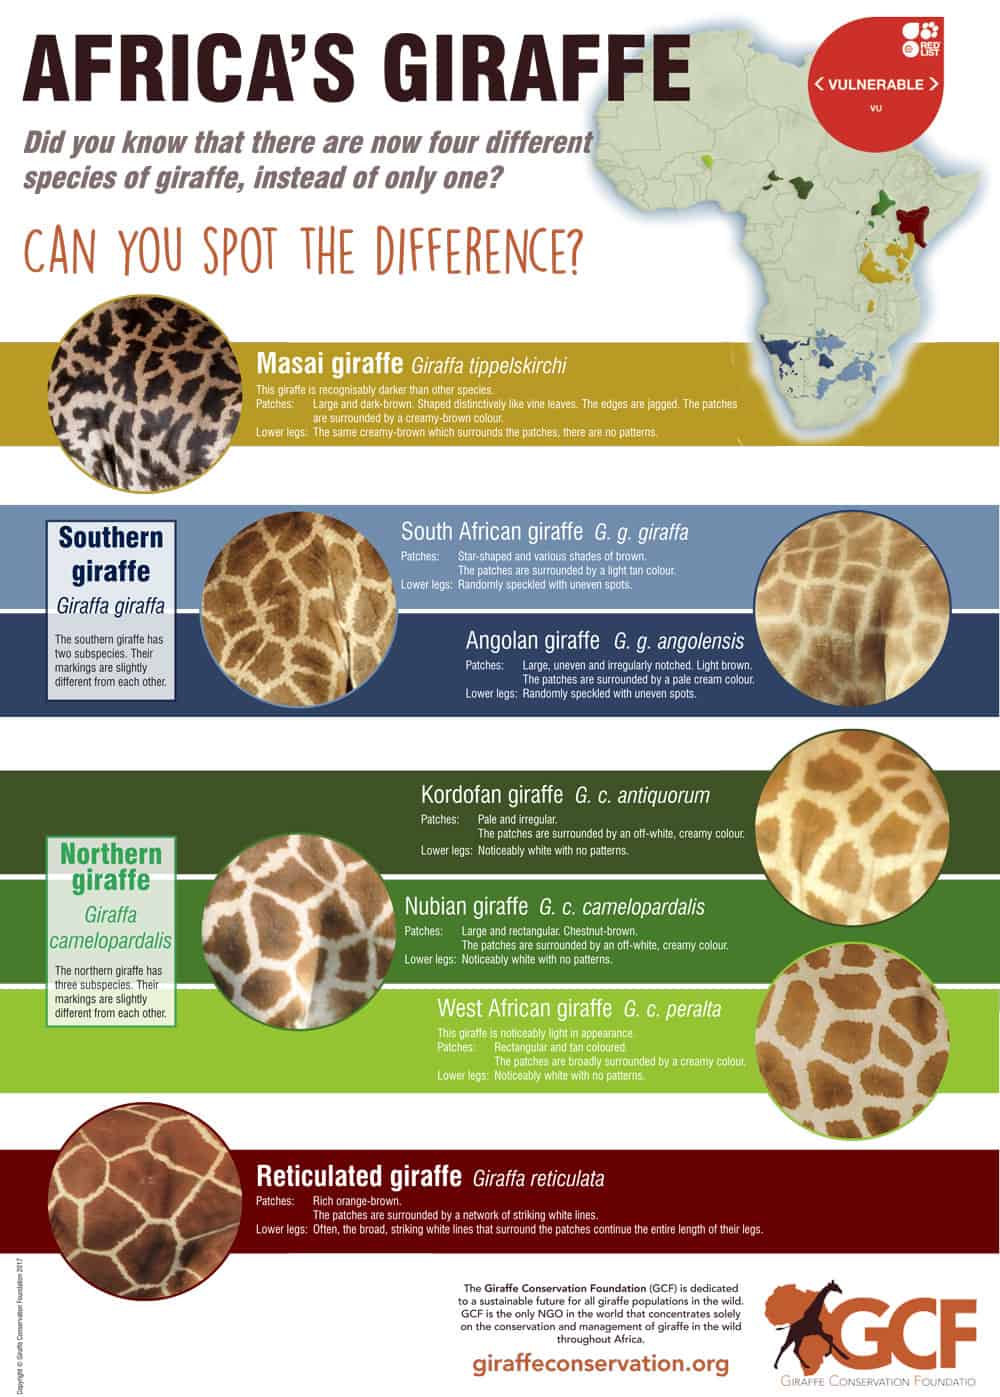 AFRICA'S GIRAFFE
Did you know that there are now four different
species of giraffe, instead of only one?
CAN YOU SPOT THE DIFFERENCE?
RED
LIST
< VULNERABLE >
VU
Masai giraffe Giraffa tippelskirchi
This giraffe is recognisably darker than other species.
Patches: Large and dark-brown. Shaped distinctively like vine leaves. The edges are jagged. The patches
are surrounded by a creamy-brown colour.
Lower legs: The same creamy-brown which surrounds the patches, there are no patterns.
Southern
giraffe
Giraffa giraffa
The southern giraffe has
two subspecies. Their
markings are slightly
different from each other.
South African giraffe G. g. giraffa
Patches: Star-shaped and various shades of brown.
The patches are surrounded by a light tan colour.
Lower legs: Randomly speckled with uneven spots.
Angolan giraffe G. g. angolensis
Patches: Large, uneven and irregularly notched. Light brown.
The patches are surrounded by a pale cream colour.
Lower legs: Randomly speckled with uneven spots.
Northern
giraffe
Giraffa
camelopardalis
The northern giraffe has
three subspecies. Their
markings are slightly
different from each other.
Kordofan giraffe G. c. antiquorum
Patches: Pale and irregular.
The patches are surrounded by an off-white, creamy colour.
Lower legs: Noticeably white with no patterns.
Nubian giraffe G. c. camelopardalis
Patches: Large and rectangular. Chestnut-brown.
The patches are surrounded by an off-white, creamy colour.
Lower legs: Noticeably white with no patterns.
West African giraffe G. c. peralta
This giraffe is noticeably light in appearance.
Patches: Rectangular and tan coloured.
The patches are broadly surrounded by a creamy colour.
Lower legs: Noticeably white with no patterns.
Reticulated giraffe Giraffa reticulata
Patches: Rich orange-brown.
The patches are surrounded by a network of striking white lines.
Lower legs: Often, the broad, striking white lines that surround the patches continue the entire length of their legs.
The Giraffe Conservation Foundation (GCF) is dedicated
to a sustainable future for all giraffe populations in the wild.
GCF is the only NGO in the world that concentrates solely
on the conservation and management of giraffe in the wild
throughout Africa.
giraffeconservation.org
GCF
GIRAFFE CONSERVATION FOUNDATIO
Copyright © Giraffe Conservation Foundation 2017